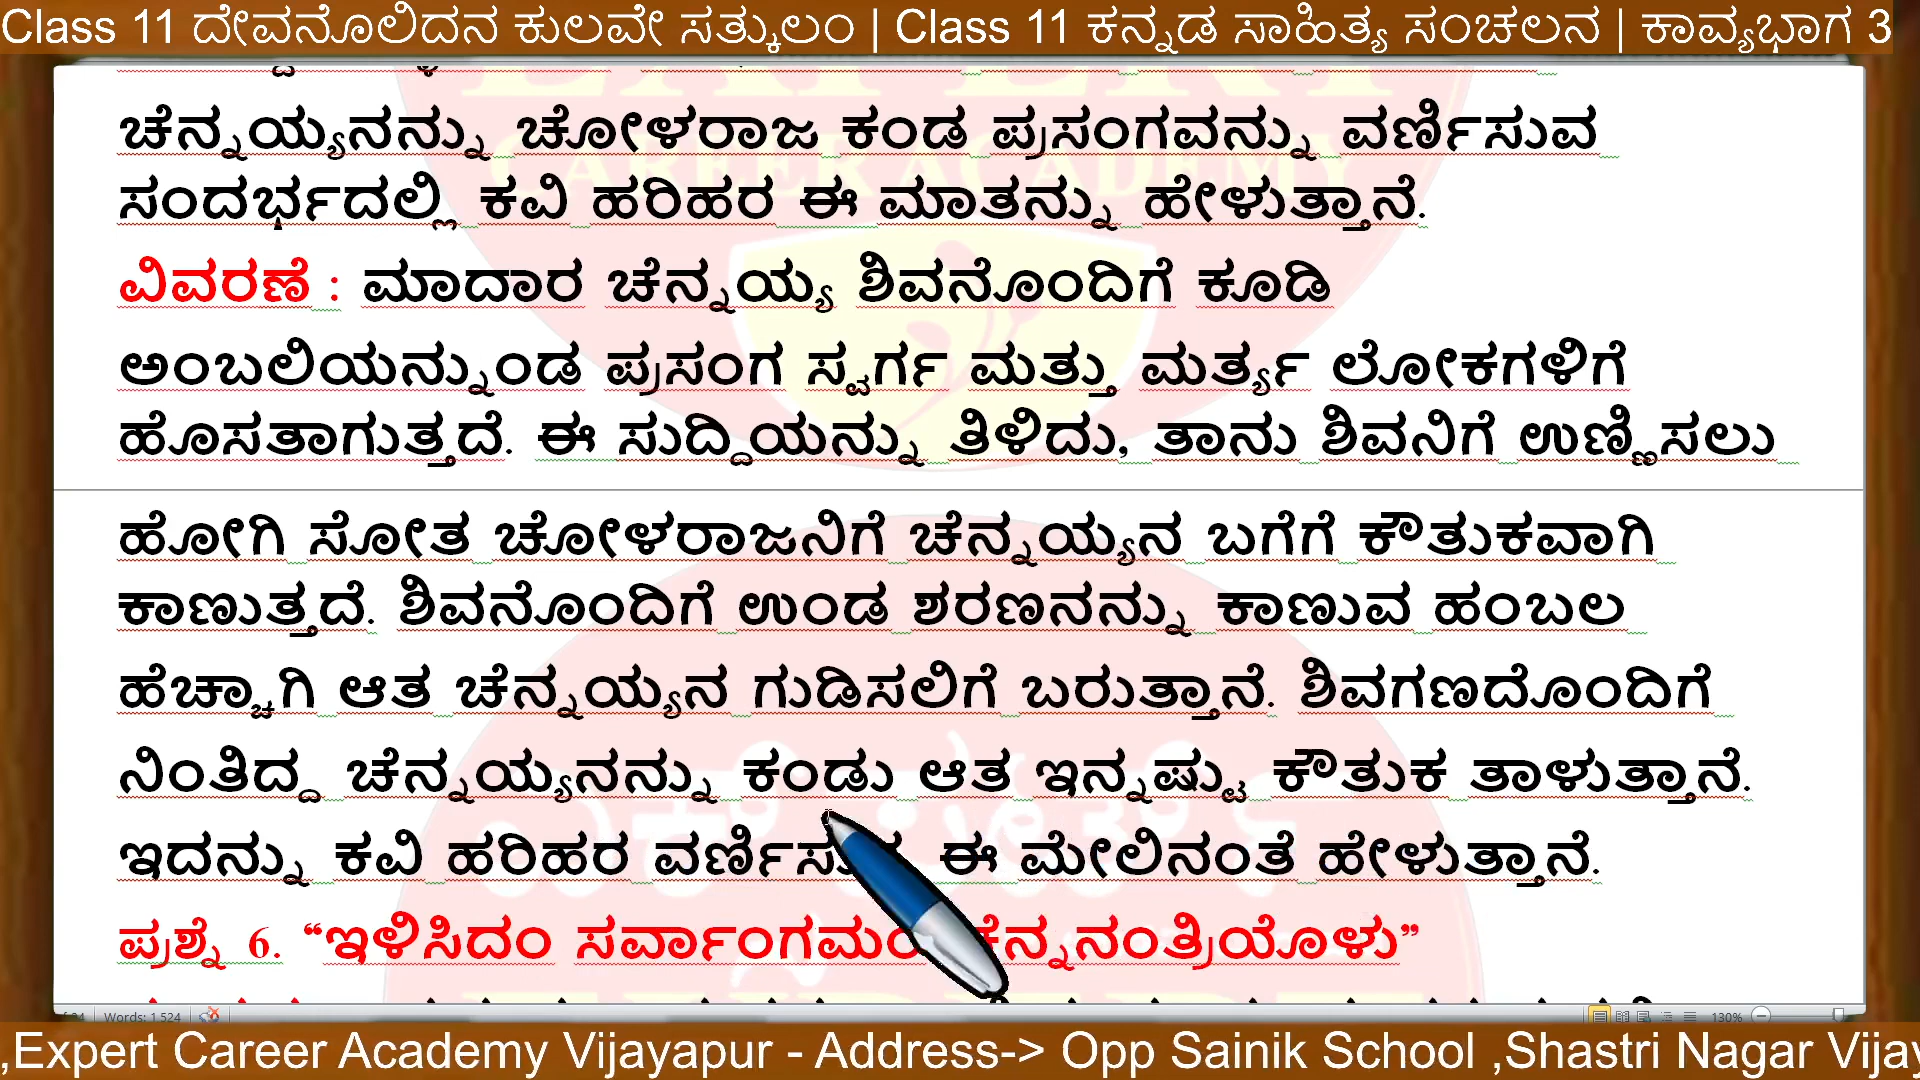 Class 11 ದೇವನೊಲಿದನ ಕುಲವೇ ಸತ್ಕುಲಂ | Class 11 ಕನ್ನಡ ಸಾಹಿತ್ಯ ಸಂಚಲನ | ಕಾವ್ಯಭಾಗ 3
ಚೆನ್ನಯ್ಯನನ್ನು ಚೋಳರಾಜ ಕಂಡ ಪ್ರಸಂಗವನ್ನು ವರ್ಣಿಸುವ
ಸಂದರ್ಭದಲ್ಲಿ ಕವಿ ಹರಿಹರ ಈ ಮಾತನ್ನು ಹೇಳುತ್ತಾನೆ.
ವಿವರಣೆ : ಮಾದಾರ ಚೆನ್ನಯ್ಯ ಶಿವನೊಂದಿಗೆ ಕೂಡಿ
ಅಂಬಲಿಯನ್ನುಂಡ ಪ್ರಸಂಗ ಸ್ವರ್ಗ ಮತ್ತು ಮರ್ತ್ಯ ಲೋಕಗಳಿಗೆ
ಹೊಸತಾಗುತ್ತದೆ. ಈ ಸುದ್ದಿಯನ್ನು ತಿಳಿದು, ತಾನು ಶಿವನಿಗೆ ಉಣ್ಣಿಸಲು
ಹೋಗಿ ಸೋತ ಚೋಳರಾಜನಿಗೆ ಚೆನ್ನಯ್ಯನ ಬಗೆಗೆ ಕೌತುಕವಾಗಿ
ಕಾಣುತ್ತದೆ. ಶಿವನೊಂದಿಗೆ ಉಂಡ ಶರಣನನ್ನು ಕಾಣುವ ಹಂಬಲ
ಹೆಚ್ಚಾಗಿ ಆತ ಚೆನ್ನಯ್ಯನ ಗುಡಿಸಲಿಗೆ ಬರುತ್ತಾನೆ. ಶಿವಗಣದೊಂದಿಗೆ
ನಿಂತಿದ್ದ ಚೆನ್ನಯ್ಯನನ್ನು ಕಂಡು ಆತ ಇನ್ನಷ್ಟು ಕೌತುಕ ತಾಳುತ್ತಾನೆ.
ಇದನ್ನು ಕವಿ ಹರಿಹರ ಈ ಮೇಲಿನಂತೆ ಹೇಳುತ್ತಾನೆ.
ಪ್ರಶ್ನೆ 6. “ಇಳಿಸಿದಂ ಸರ್ವಾಂಗಮಂ ಚೆನ್ನನಂತ್ರಿಯೊಳು”
Words: 1,524 130%
,Expert Career Academy Vijayapur - Address-> Opp Sainik School ,Shastri Nagar